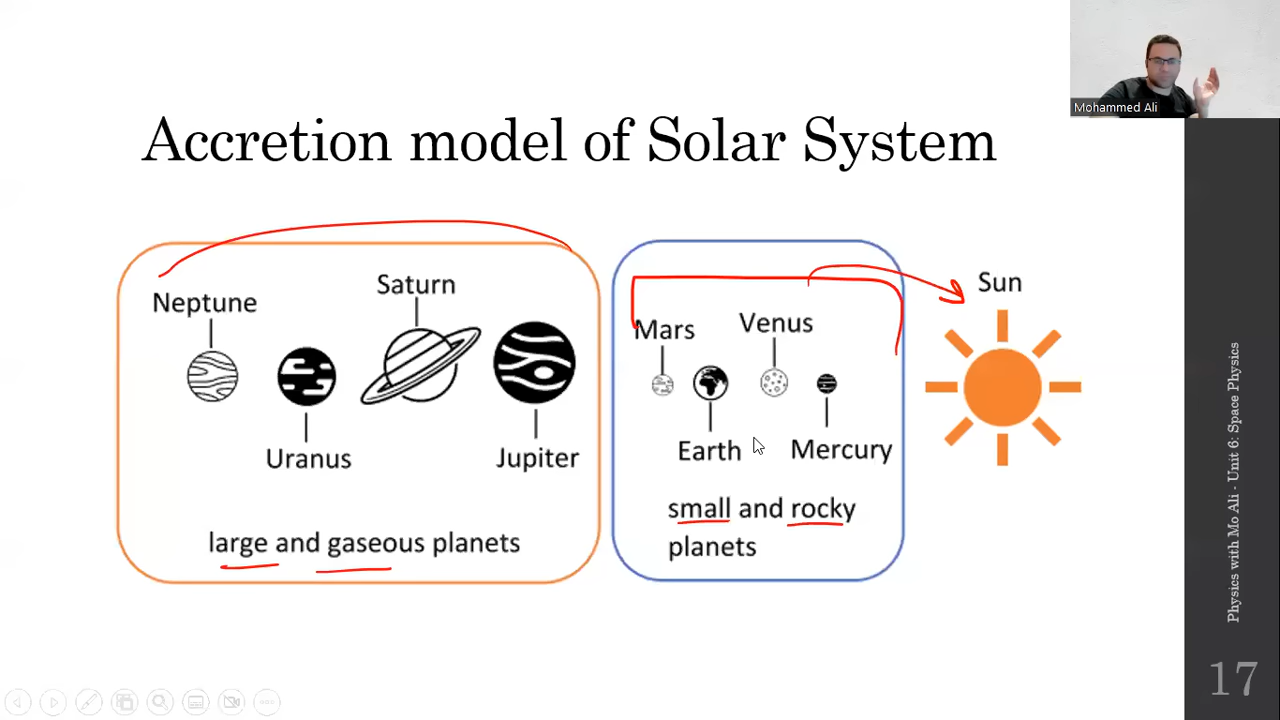 Mohammed Ali
Accretion model of Solar System
Neptune
Saturn
Uranus
Jupiter
large and gaseous planets
Mars
Venus
Earth
Mercury
small and rocky
planets
Sun
Physics with Mo Ali - Unit 6: Space Physics
17